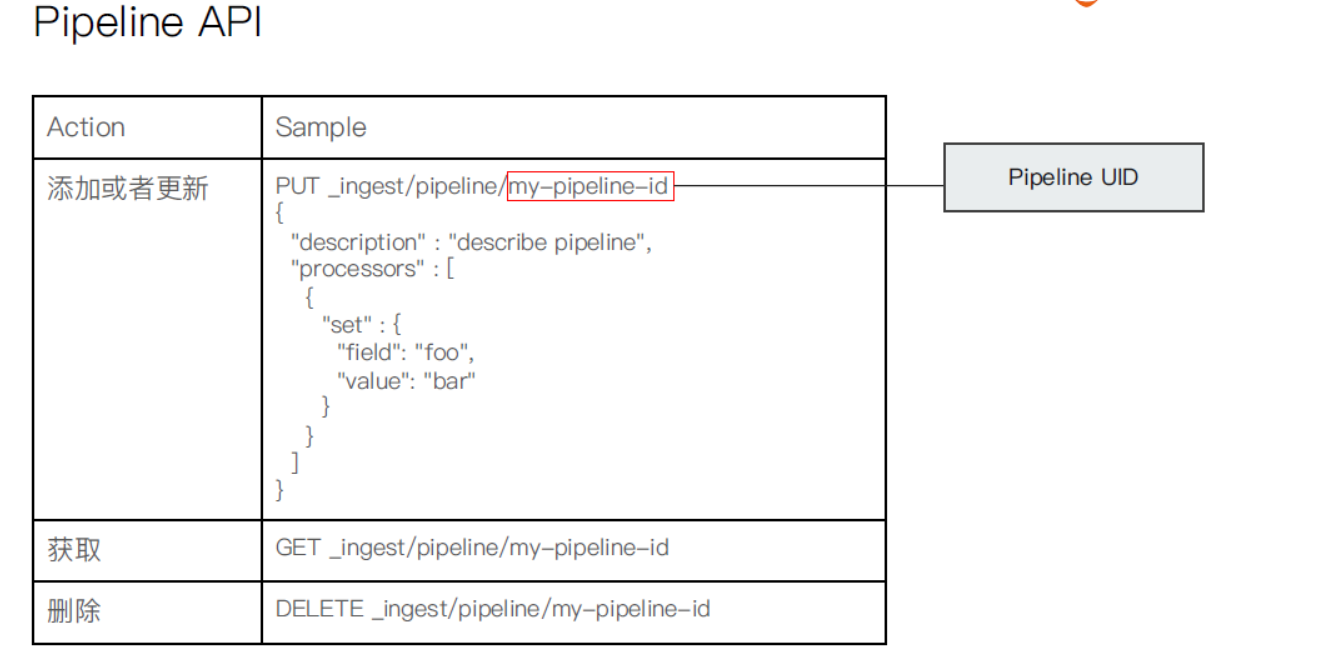 Pipeline API
Action
Sample
添加或者更新
PUT _ingest/pipeline/my-pipeline-id
{
"description" : "describe pipeline",
"processors" : [
{
"set" : {
"field": "foo",
"value": "bar"
}
}
]
}
Pipeline UID
获取
GET _ingest/pipeline/my-pipeline-id
删除
DELETE _ingest/pipeline/my-pipeline-id